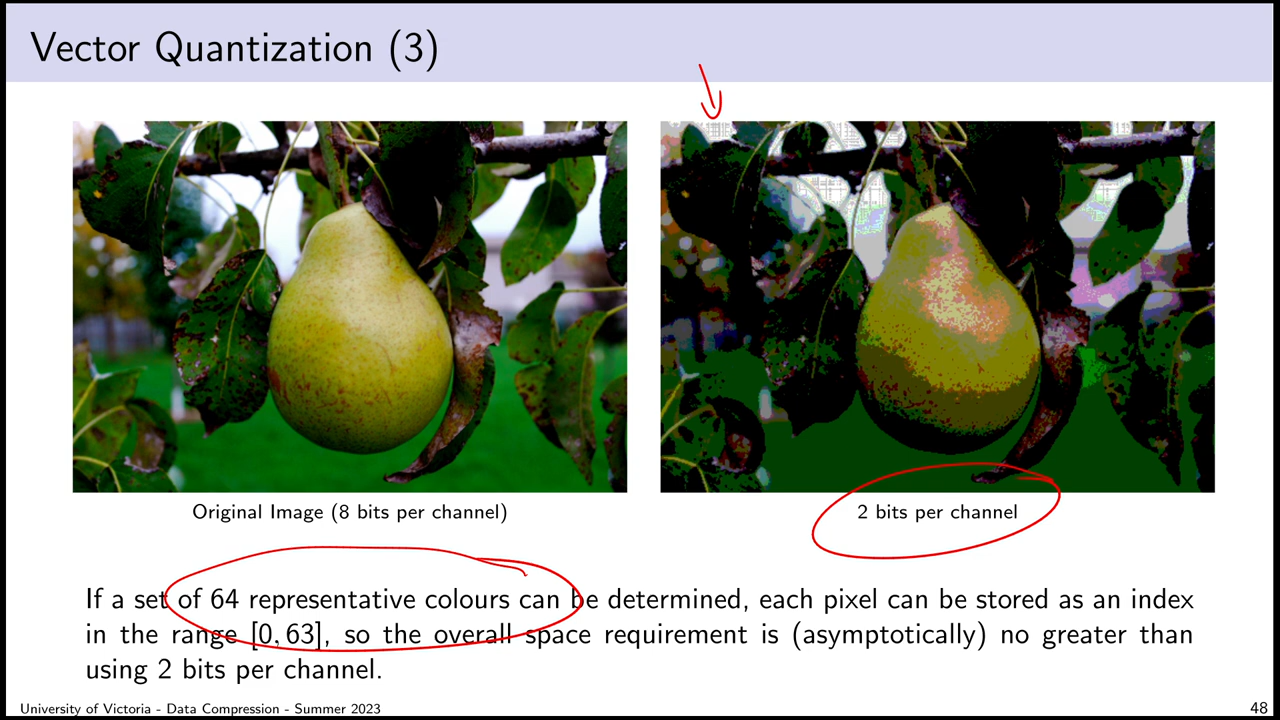 Vector Quantization (3)
Original Image (8 bits per channel)
2 bits per channel
If a set of 64 representative colours can be determined, each pixel can be stored as an index
in the range [0, 63], so the overall space requirement is (asymptotically) no greater than
using 2 bits per channel.
University of Victoria - Data Compression - Summer 2023
48